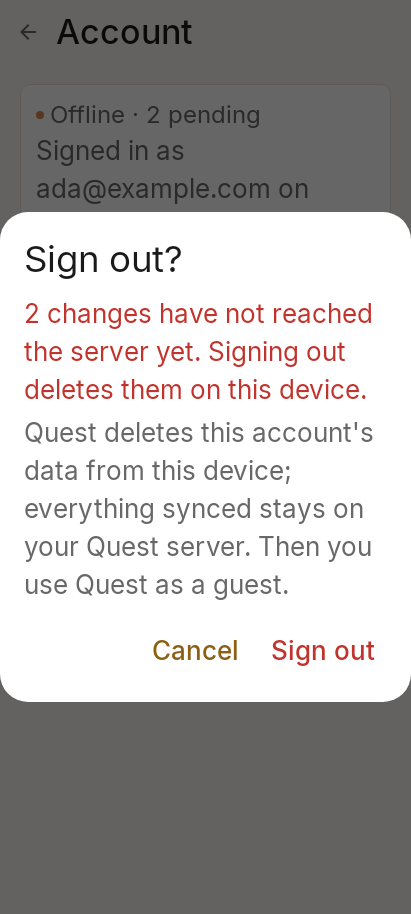 Account
Offline · 2 pending
Signed in as
ada@example.com on
Sign out?
2 changes have not reached
the server yet. Signing out
deletes them on this device.
Quest deletes this account's
data from this device;
everything synced stays on
your Quest server. Then you
use Quest as a guest.
Cancel Sign out